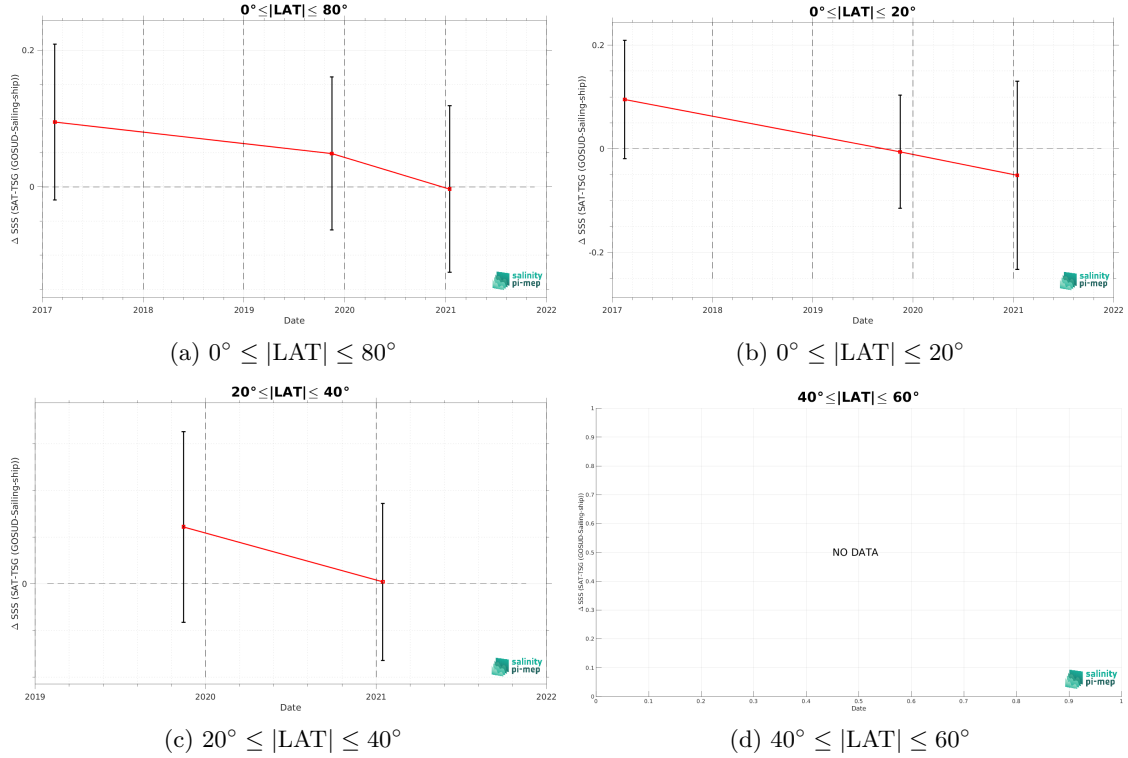 0°≤|LAT|≤ 80°
Δ SSS (SAT-TSG (GOSUD-Sailing-ship))
0.2
0
2017 2018 2019 2020 2021 2022
Date
salinity
pi-mep
(a) 0° ≤ |LAT| ≤ 80°
0°≤|LAT|≤ 20°
Δ SSS (SAT-TSG (GOSUD-Sailing-ship))
0.2
0
-0.2
2017 2018 2019 2020 2021 2022
Date
salinity
pi-mep
(b) 0° ≤ |LAT| ≤ 20°
20°≤|LAT|≤ 40°
Δ SSS (SAT-TSG (GOSUD-Sailing-ship))
0
2019 2020 2021 2022
Date
salinity
pi-mep
(c) 20° ≤ |LAT| ≤ 40°
40°≤|LAT|≤ 60°
Δ SSS (SAT-TSG (GOSUD-Sailing-ship))
1
0.9
0.8
0.7
0.6
0.5
0.4
0.3
0.2
0.1
0
NO DATA
0 0.1 0.2 0.3 0.4 0.5 0.6 0.7 0.8 0.9 1
Date
salinity
pi-mep
(d) 40° ≤ |LAT| ≤ 60°